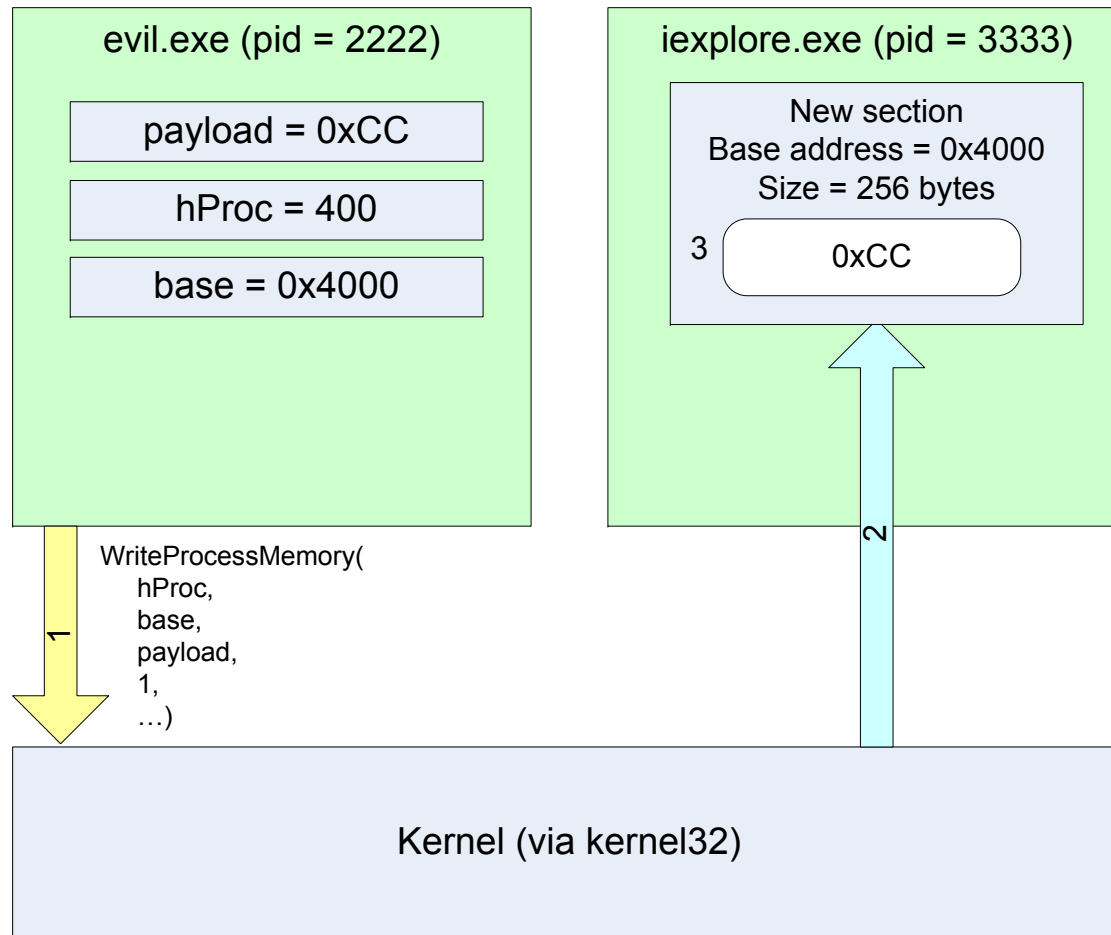 evil.exe (pid = 2222)
payload = 0xCC
hProc = 400
base = 0x4000
iexplore.exe (pid = 3333)
New section
Base address = 0x4000
Size = 256 bytes
3
0xCC
1
WriteProcessMemory(
hProc,
base,
payload,
1,
…)
2
Kernel (via kernel32)